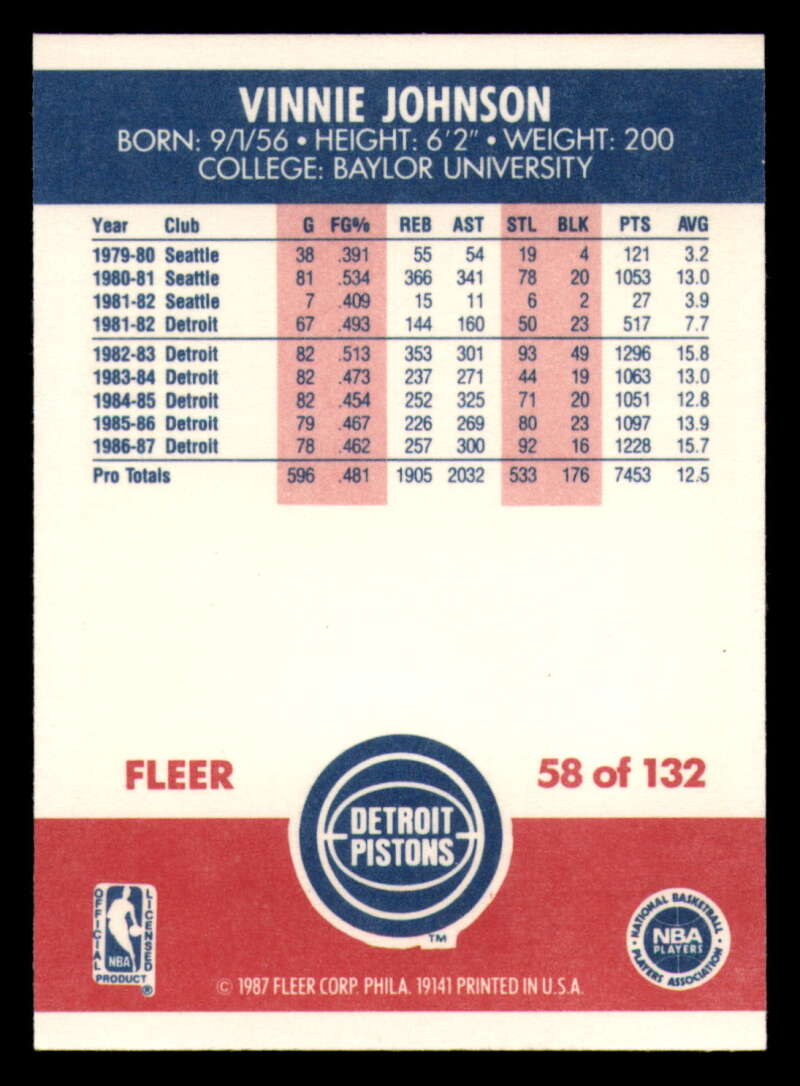 VINNIE JOHNSON
BORN: 9/1/56 • HEIGHT: 6'2" • WEIGHT: 200
COLLEGE: BAYLOR UNIVERSITY
Year Club G FG% REB AST STL BLK PTS AVG
1979-80 Seattle 38 .391 55 54 19 4 121 3.2
1980-81 Seattle 81 .534 366 341 78 20 1053 13.0
1981-82 Seattle 7 .409 15 11 6 2 27 3.9
1981-82 Detroit 67 .493 144 160 50 23 517 7.7
1982-83 Detroit 82 .513 353 301 93 49 1296 15.8
1983-84 Detroit 82 .473 237 271 44 19 1063 13.0
1984-85 Detroit 82 .454 252 325 71 20 1051 12.8
1985-86 Detroit 79 .467 226 269 80 23 1097 13.9
1986-87 Detroit 78 .462 257 300 92 16 1228 15.7
Pro Totals 596 .481 1905 2032 533 176 7453 12.5
FLEER 58 of 132
DETROIT
PISTONS
TM
OFFICIAL
LICENSED
NBA
PRODUCT ®
NATIONAL BASKETBALL
NBA
PLAYERS
PLAYERS ASSOCIATION
© 1987 FLEER CORP. PHILA. 19141 PRINTED IN U.S.A.